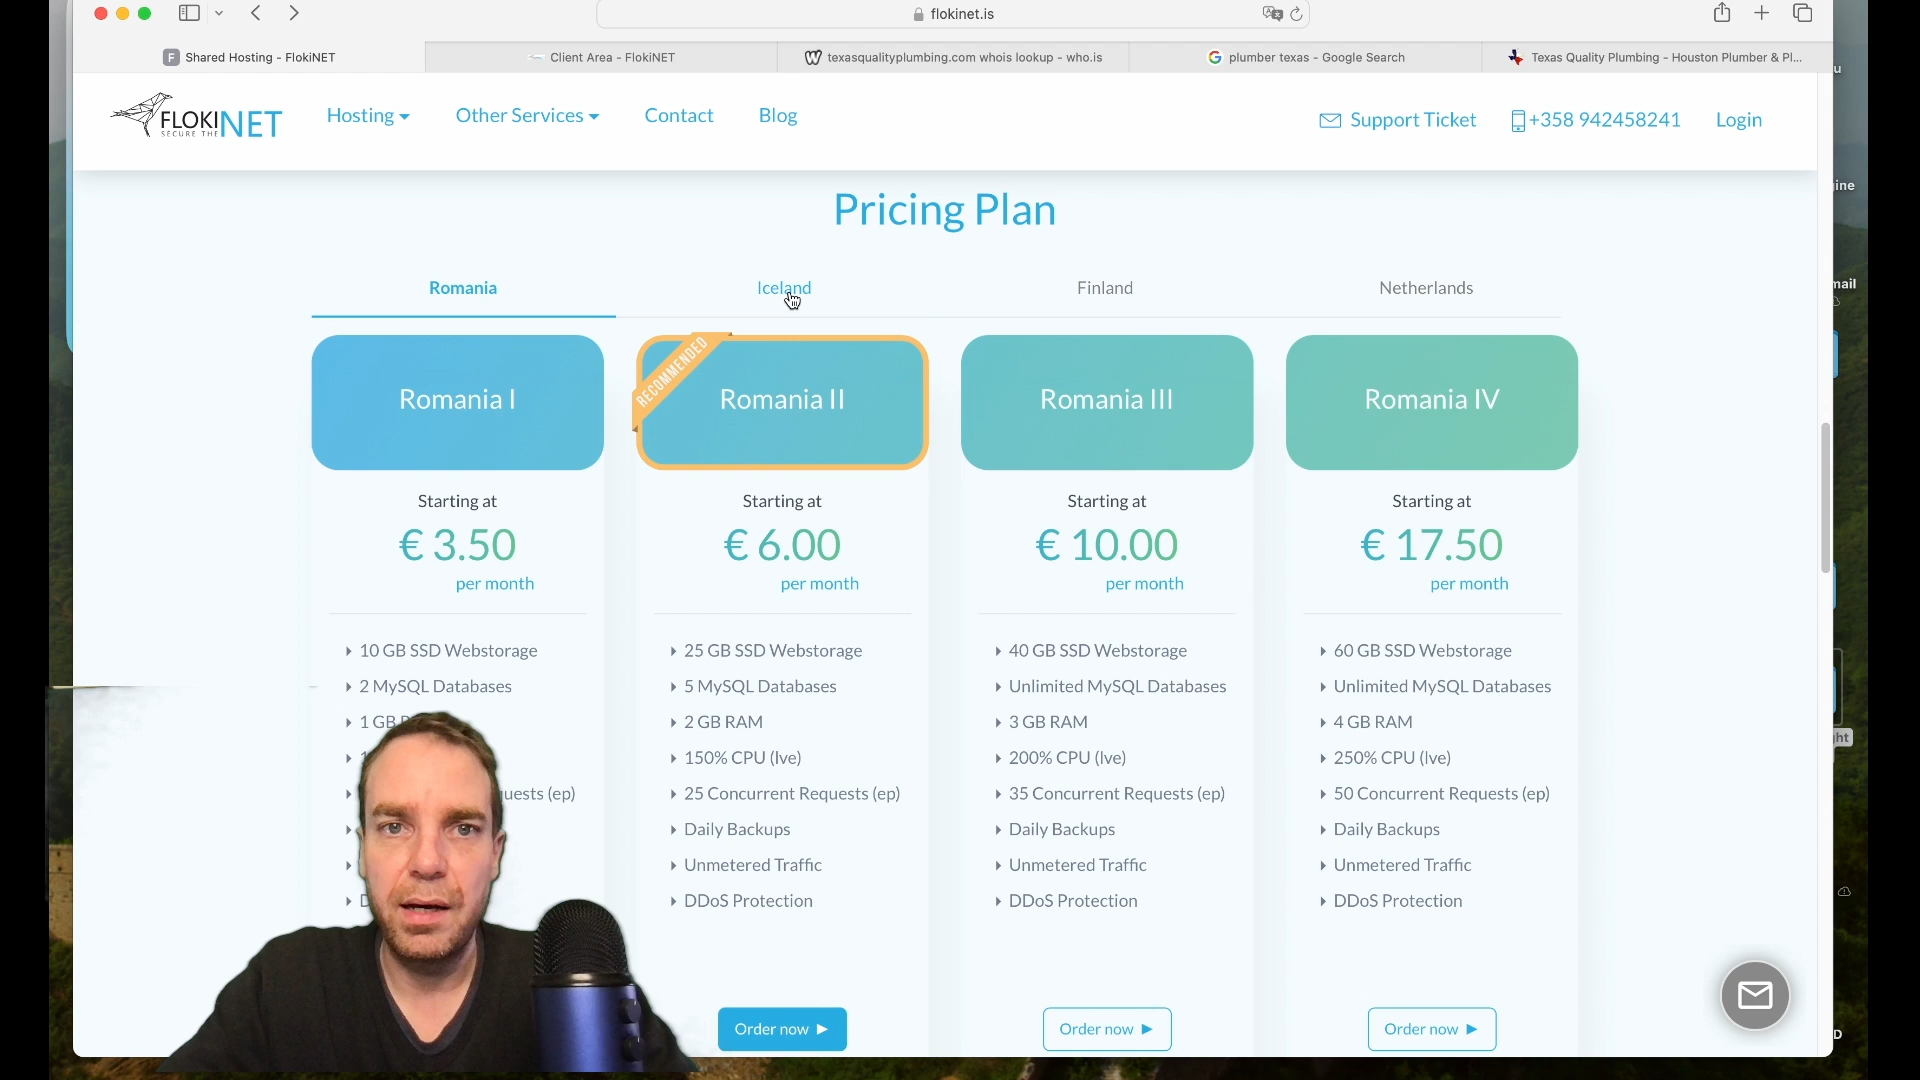 flokinet.is
Shared Hosting - FlokiNET
Client Area - FlokiNET
texasqualityplumbing.com whois lookup - who.is
plumber texas - Google Search
Texas Quality Plumbing - Houston Plumber & Pl...
FLOKINET
SECURE THE
Hosting
Other Services
Contact
Blog
Support Ticket
+358 942458241
Login
Pricing Plan
Romania
Iceland
Finland
Netherlands
Romania I
RECOMMENDED
Romania II
Romania III
Romania IV
Starting at
€ 3.50
per month
Starting at
€ 6.00
per month
Starting at
€ 10.00
per month
Starting at
€ 17.50
per month
10 GB SSD Webstorage
2 MySQL Databases
1 GB
uests (ep)
25 GB SSD Webstorage
5 MySQL Databases
2 GB RAM
150% CPU (lve)
25 Concurrent Requests (ep)
Daily Backups
Unmetered Traffic
DDoS Protection
Order now
40 GB SSD Webstorage
Unlimited MySQL Databases
3 GB RAM
200% CPU (lve)
35 Concurrent Requests (ep)
Daily Backups
Unmetered Traffic
DDoS Protection
Order now
60 GB SSD Webstorage
Unlimited MySQL Databases
4 GB RAM
250% CPU (lve)
50 Concurrent Requests (ep)
Daily Backups
Unmetered Traffic
DDoS Protection
Order now